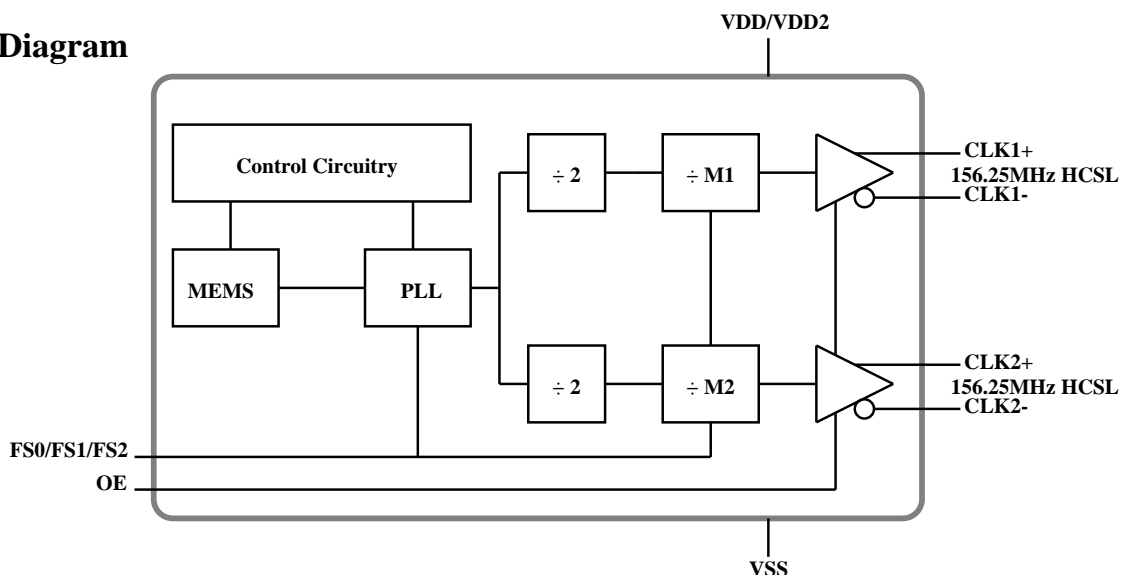 VDD/VDD2
Diagram
Control Circuitry
÷ 2
÷ M1
CLK1+
156.25MHz HCSL
CLK1-
MEMS
PLL
÷ 2
÷ M2
CLK2+
156.25MHz HCSL
CLK2-
FS0/FS1/FS2
OE
VSS